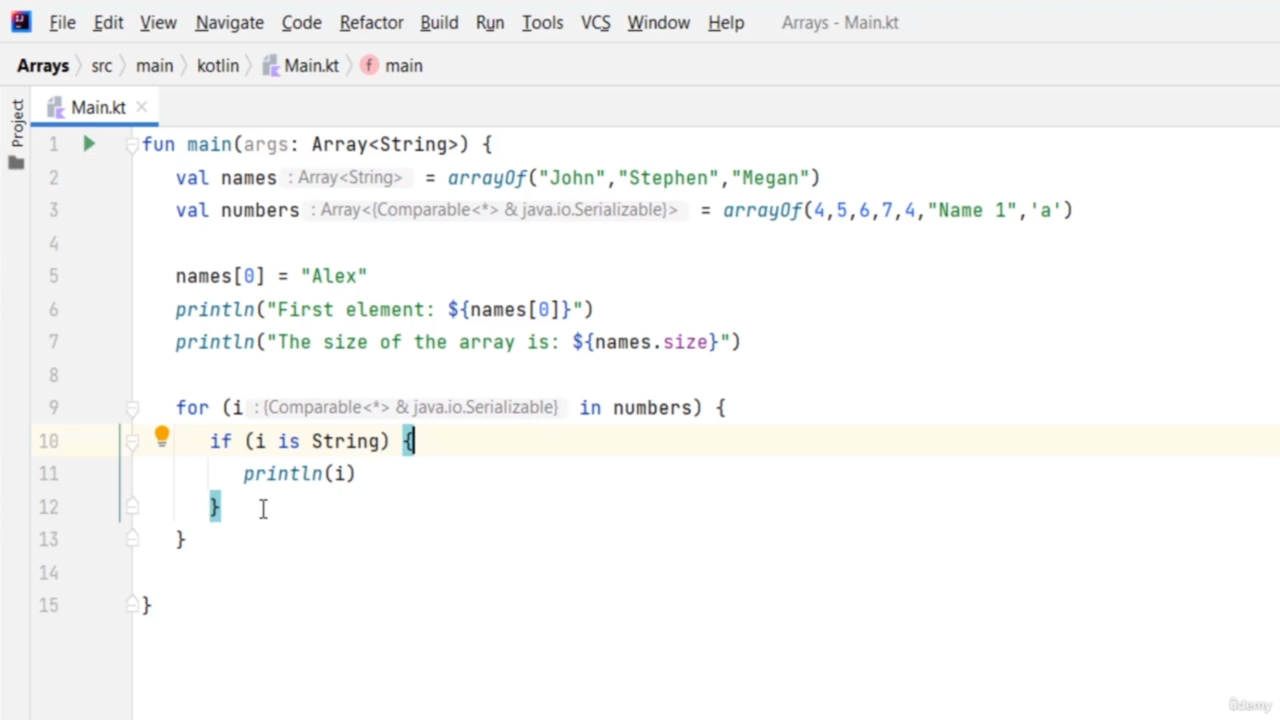 File Edit View Navigate Code Refactor Build Run Tools VCS Window Help Arrays - Main.kt
Arrays src main kotlin Main.kt f main
Project
Main.kt
1 fun main(args: Array<String>) {
2 val names : Array<String> = arrayOf("John","Stephen","Megan")
3 val numbers : Array<{Comparable<*> & java.io.Serializable}> = arrayOf(4,5,6,7,4,"Name 1",'a')
4
5 names[0] = "Alex"
6 println("First element: ${names[0]}")
7 println("The size of the array is: ${names.size}")
8
9 for (i : {Comparable<*> & java.io.Serializable} in numbers) {
10 if (i is String) {
11 println(i)
12 }
13 }
14
15 }
ûdemy